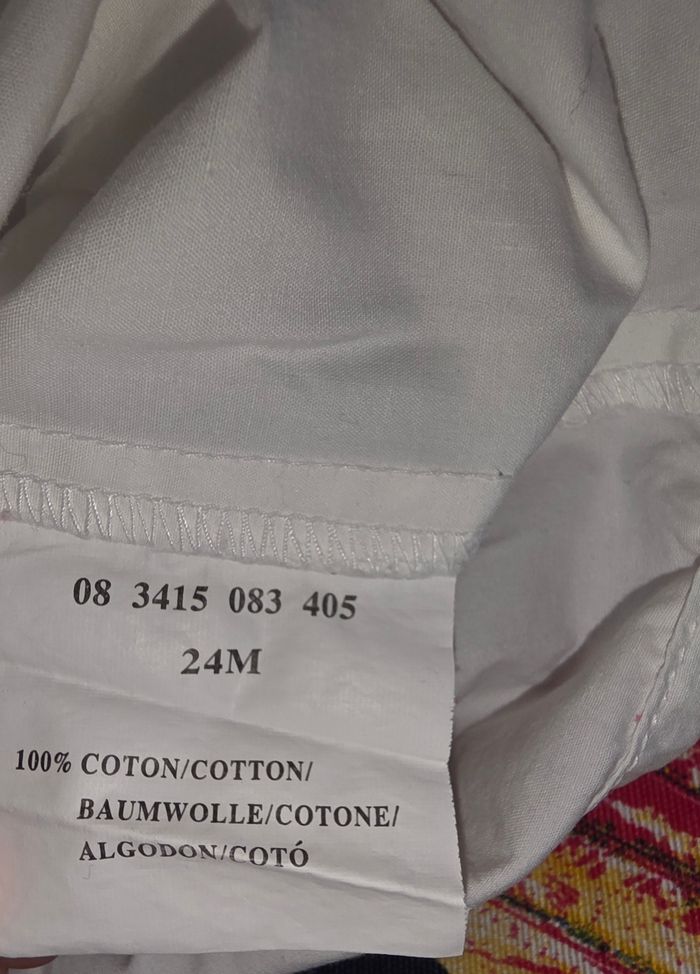 08 3415 083 405
24M
100% COTON/COTTON/
BAUMWOLLE/COTONE/
ALGODON/COTÓ